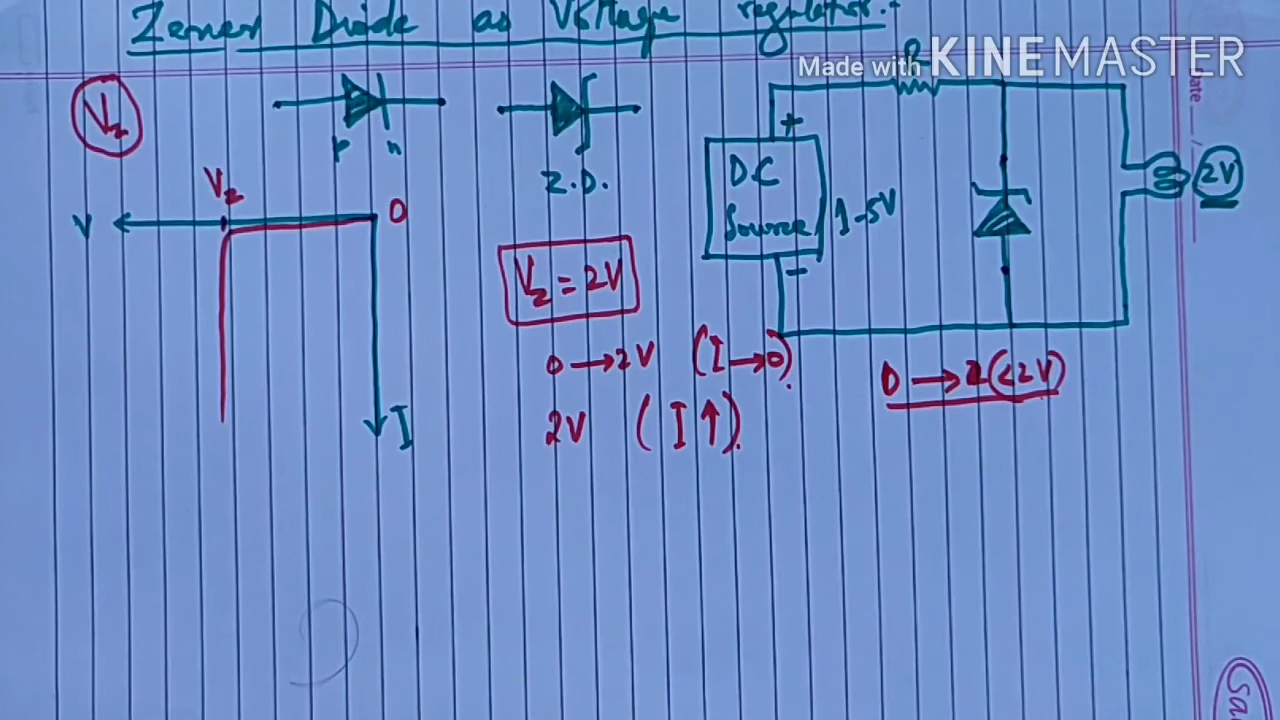 Zener Diode as Voltage regulator.
Made with KINEMASTER
R
Date
Vz
p n
Z.D.
+
D.C
Source
1-5V
-
2V
Vz
V
0
I
Vz = 2V
0 → 2V (I → 0).
2V (I ↑).
0 → 2(<2V)